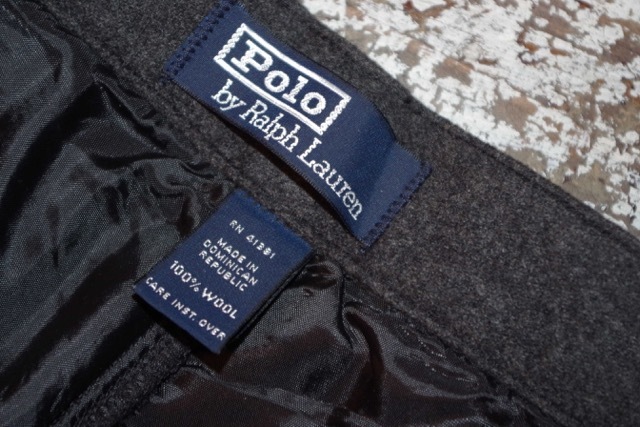 Polo
by Ralph Lauren
RN 41381
MADE IN
DOMINICAN
REPUBLIC
100% WOOL
CARE INST. OVER